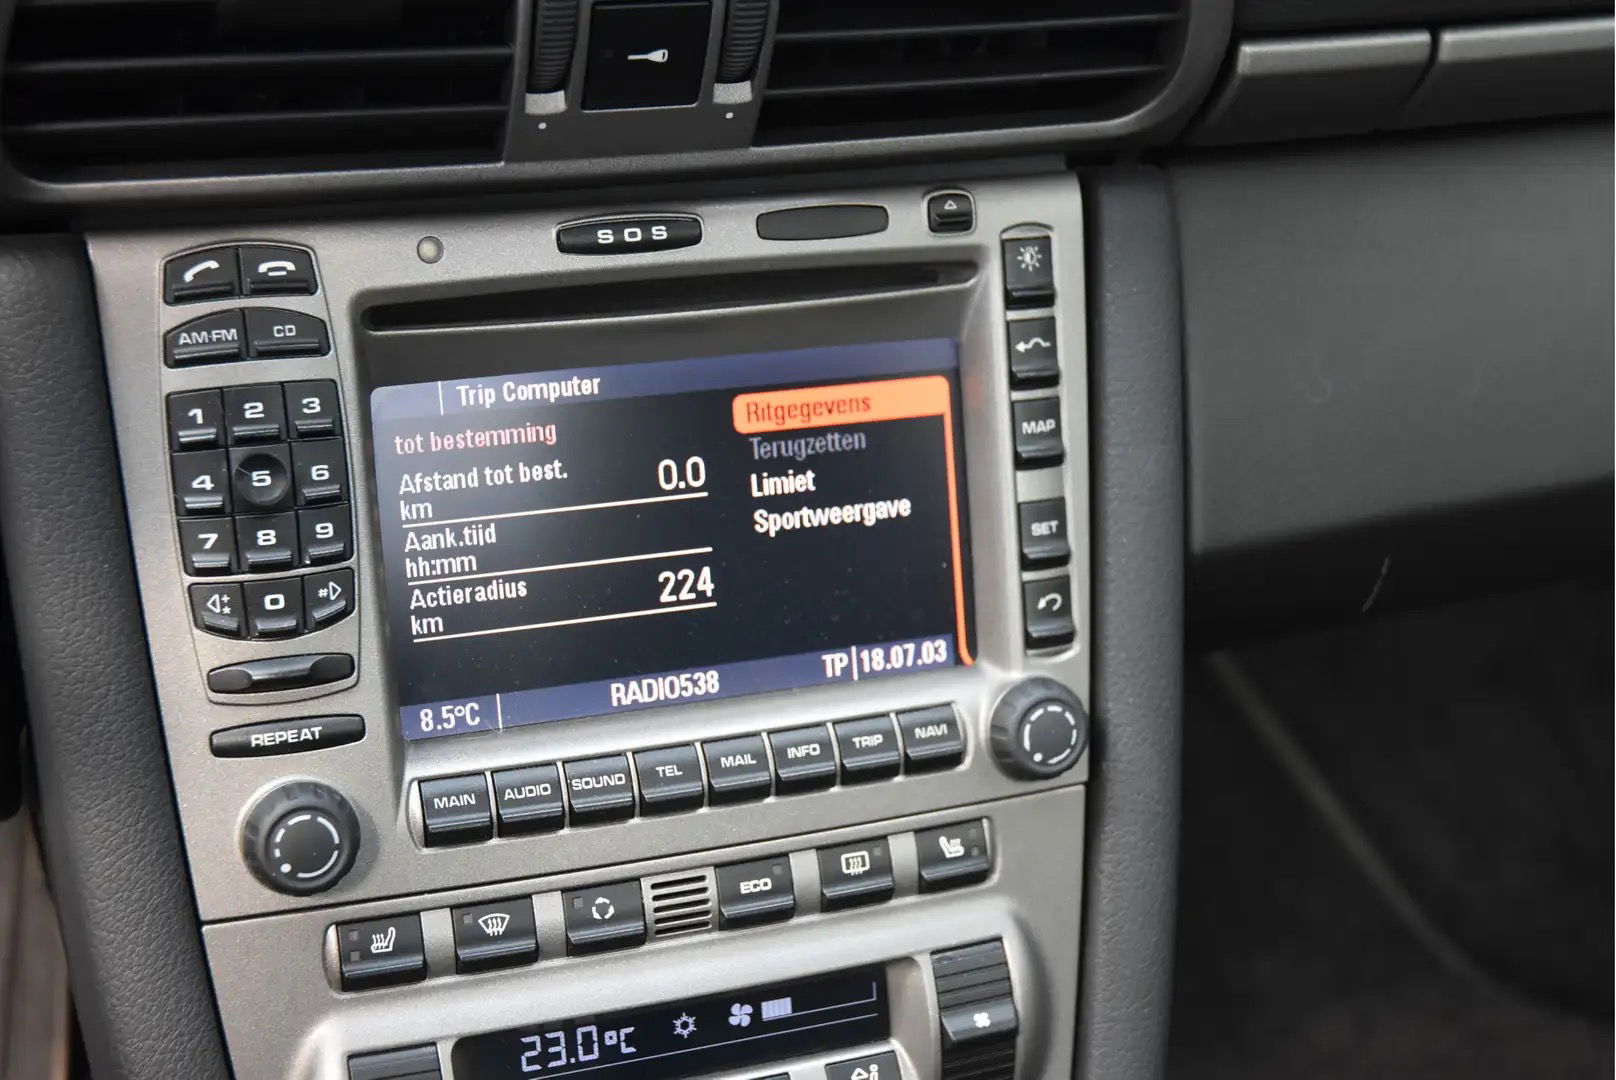 SOS
AM·FM CD
1 2 3
4 5 6
7 8 9
* 0 #
REPEAT
Trip Computer
tot bestemming
Afstand tot best. 0.0
km
Aank.tijd
hh:mm
Actieradius 224
km
Ritgegevens
Terugzetten
Limiet
Sportweergave
8.5°C RADIO538 TP 18.07.03
MAP
SET
MAIN AUDIO SOUND TEL MAIL INFO TRIP NAVI
ECO
23.0°C